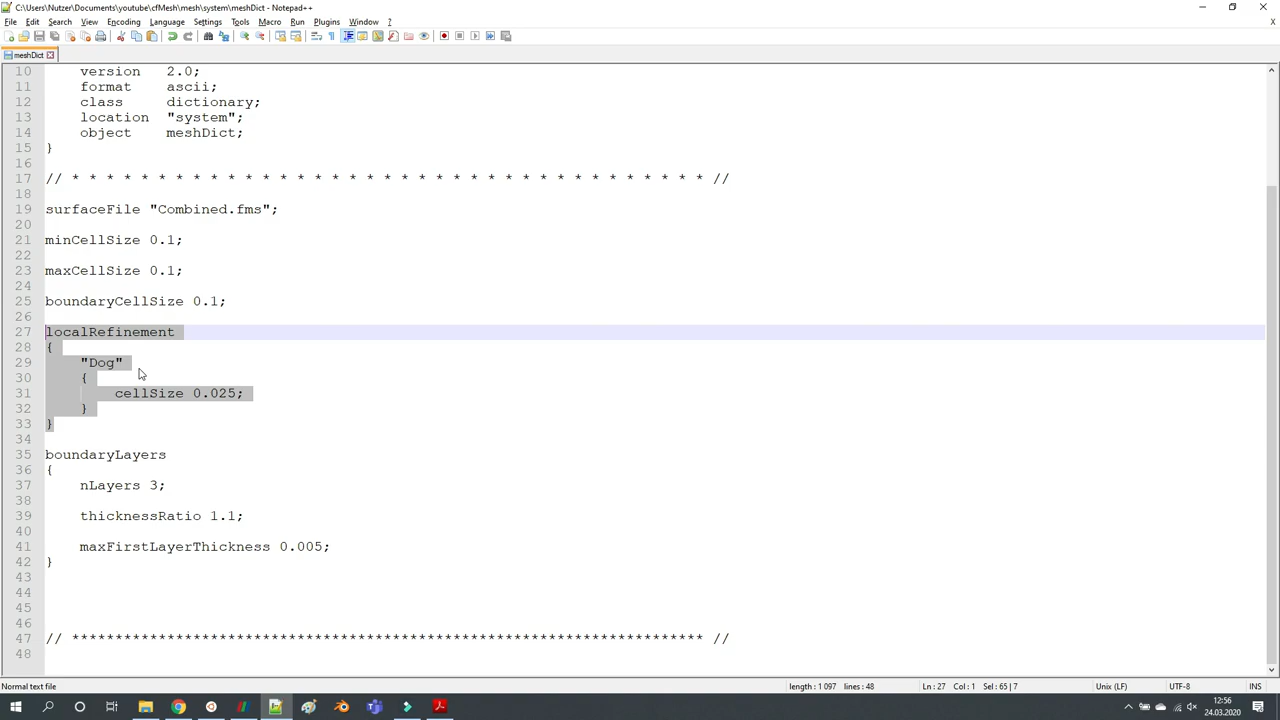 C:\Users\Nutzer\Documents\youtube\cfMesh\mesh\system\meshDict - Notepad++
File Edit Search View Encoding Language Settings Tools Macro Run Plugins Window ? X
meshDict
10 version 2.0;
11 format ascii;
12 class dictionary;
13 location "system";
14 object meshDict;
15 }
16
17 // * * * * * * * * * * * * * * * * * * * * * * * * * * * * * * * * * * * * * //
18
19 surfaceFile "Combined.fms";
20
21 minCellSize 0.1;
22
23 maxCellSize 0.1;
24
25 boundaryCellSize 0.1;
26
27 localRefinement
28 {
29 "Dog"
30 {
31 cellSize 0.025;
32 }
33 }
34
35 boundaryLayers
36 {
37 nLayers 3;
38
39 thicknessRatio 1.1;
40
41 maxFirstLayerThickness 0.005;
42 }
43
44
45
46
47 // ************************************************************************* //
48
Normal text file length : 1 097 lines : 48 Ln : 27 Col : 1 Sel : 65 | 7 Unix (LF) UTF-8 INS
12:56
24.03.2020